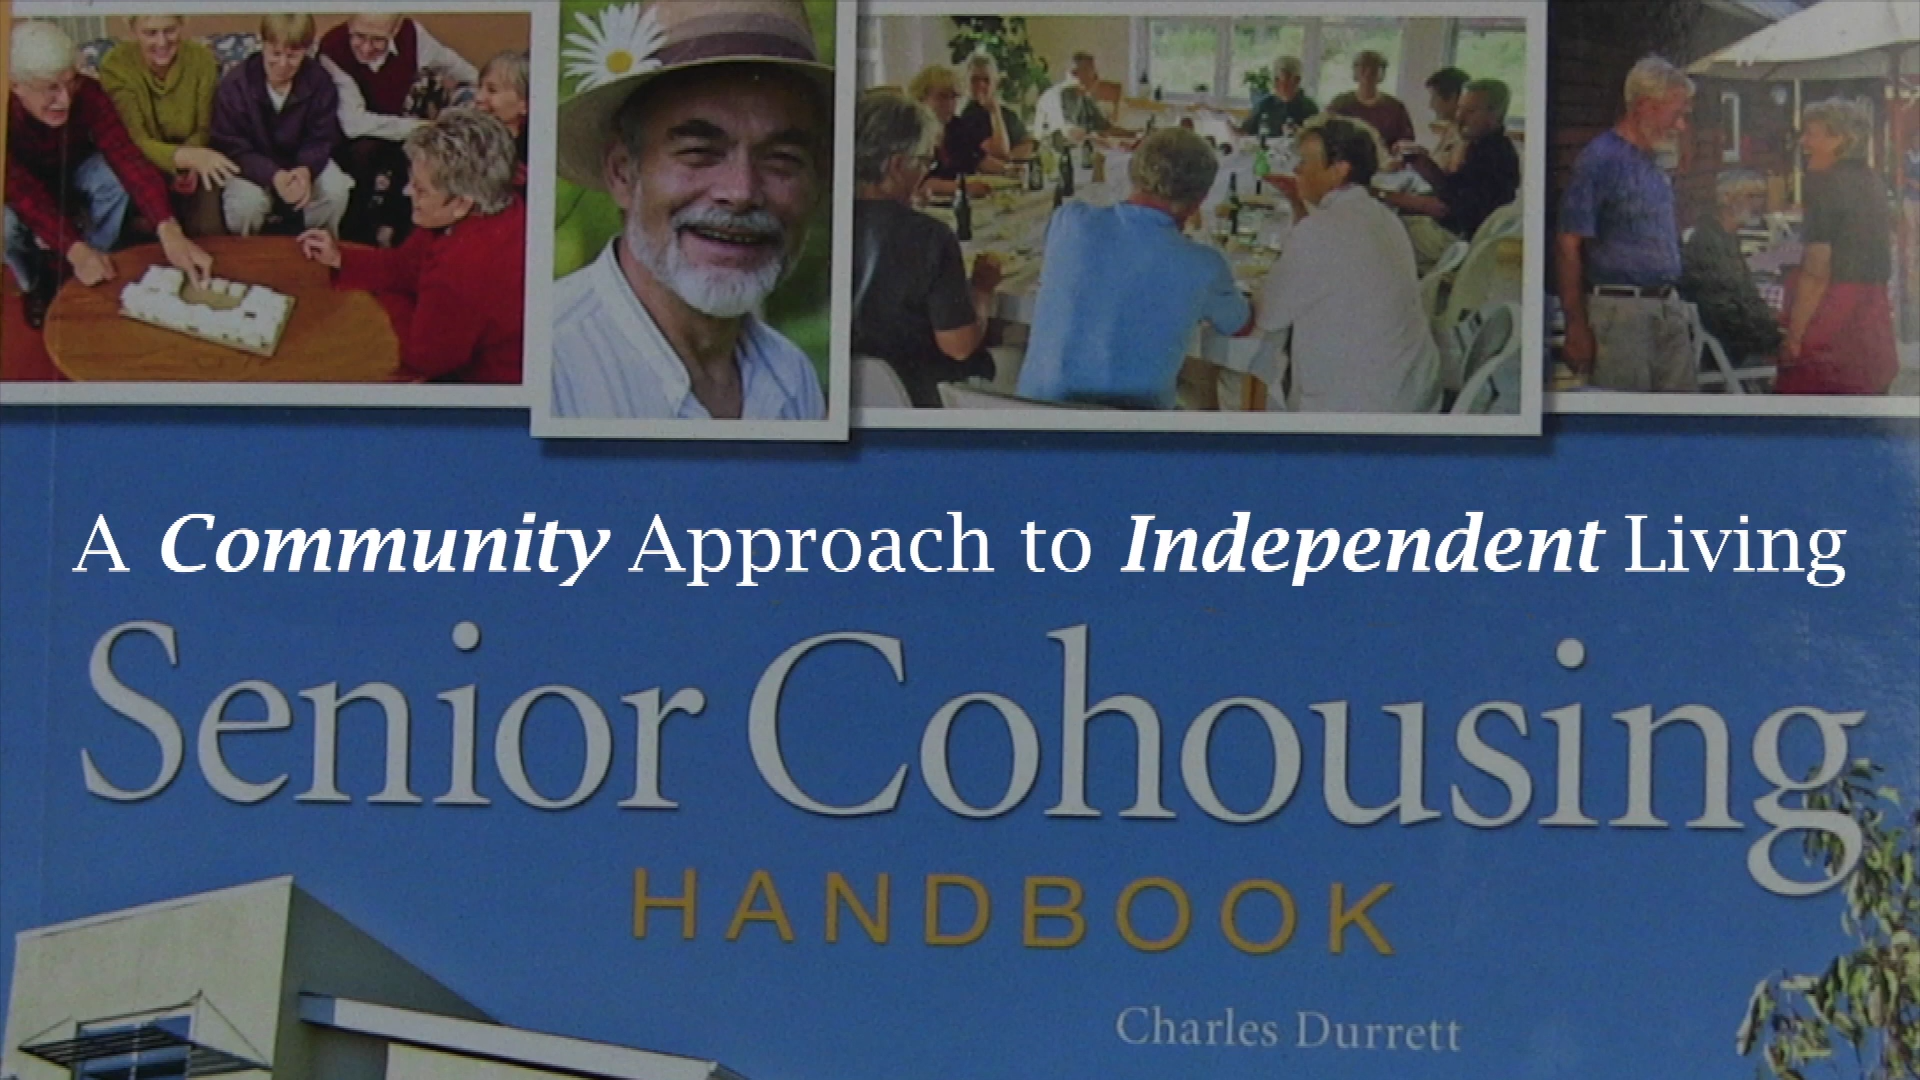 A Community Approach to Independent Living
Senior Cohousing
HANDBOOK
Charles Durrett